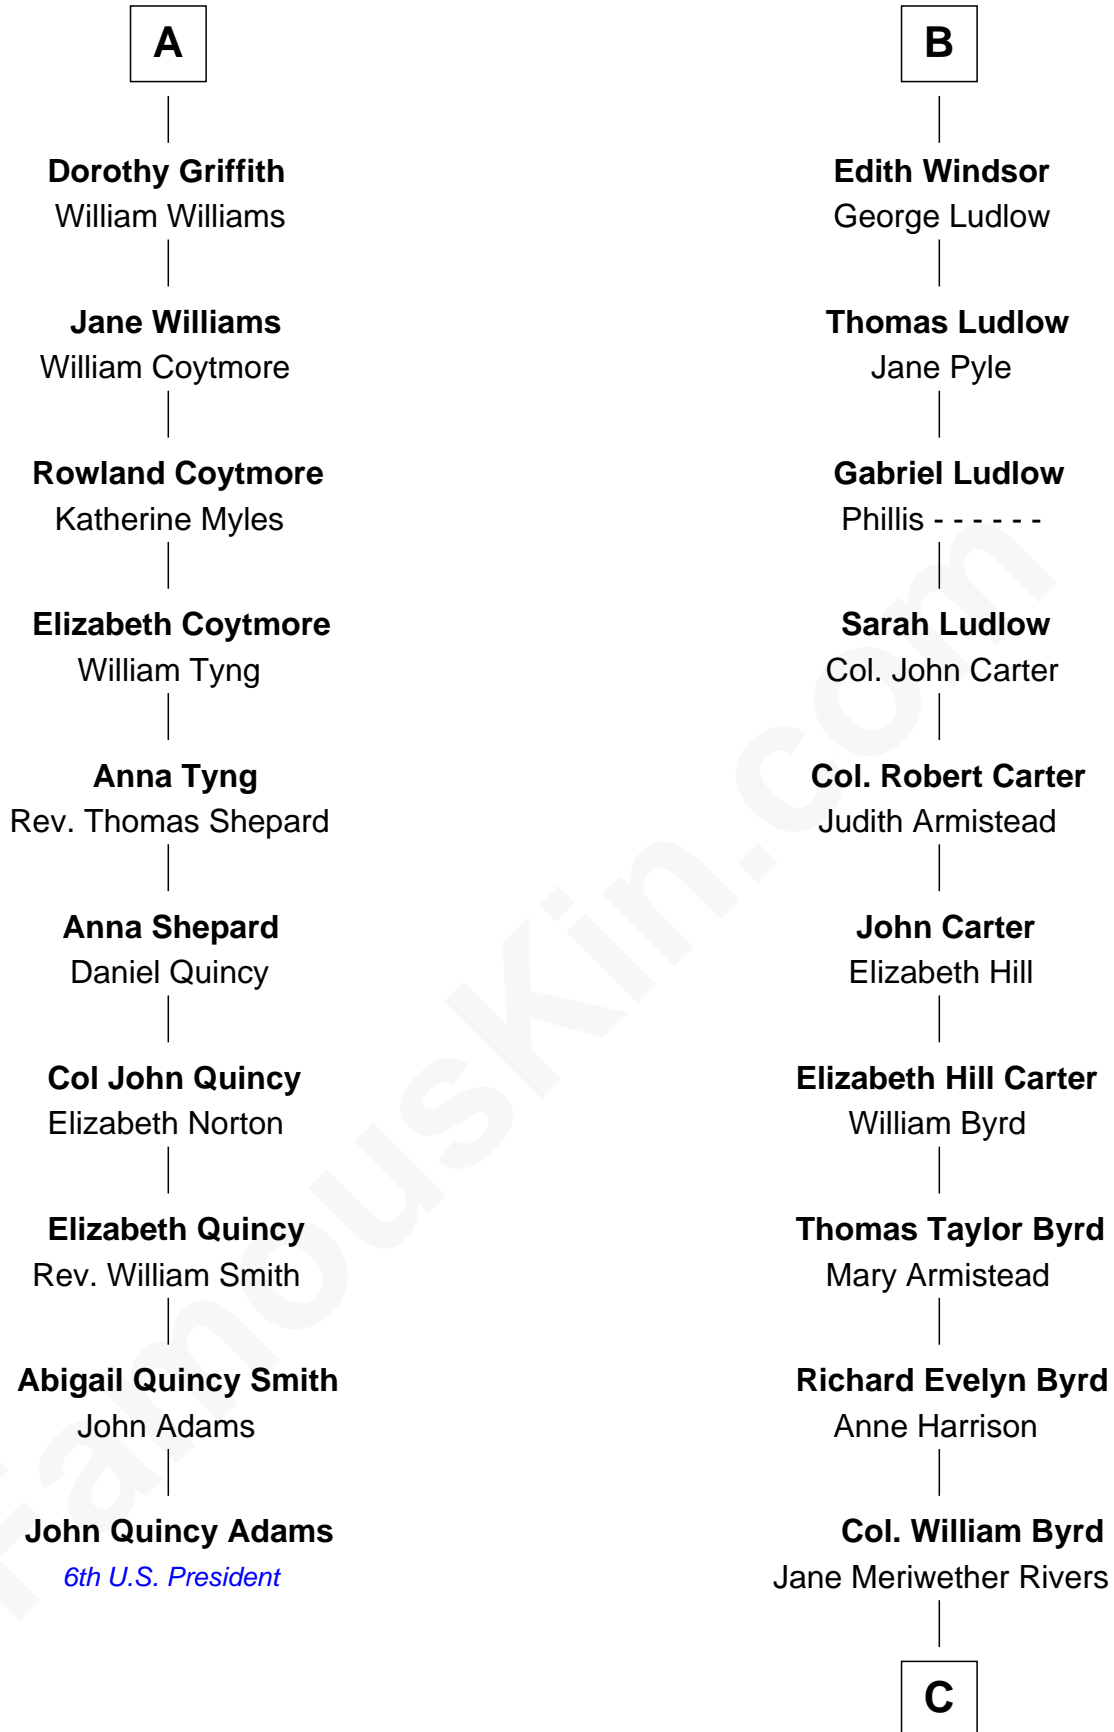 A
Dorothy Griffith
William Williams
Jane Williams
William Coytmore
Rowland Coytmore
Katherine Myles
Elizabeth Coytmore
William Tyng
Anna Tyng
Rev. Thomas Shepard
Anna Shepard
Daniel Quincy
Col John Quincy
Elizabeth Norton
Elizabeth Quincy
Rev. William Smith
Abigail Quincy Smith
John Adams
John Quincy Adams
6th U.S. President
B
Edith Windsor
George Ludlow
Thomas Ludlow
Jane Pyle
Gabriel Ludlow
Phillis - - - - - -
Sarah Ludlow
Col. John Carter
Col. Robert Carter
Judith Armistead
John Carter
Elizabeth Hill
Elizabeth Hill Carter
William Byrd
Thomas Taylor Byrd
Mary Armistead
Richard Evelyn Byrd
Anne Harrison
Col. William Byrd
Jane Meriwether Rivers
C
FamousKin.com